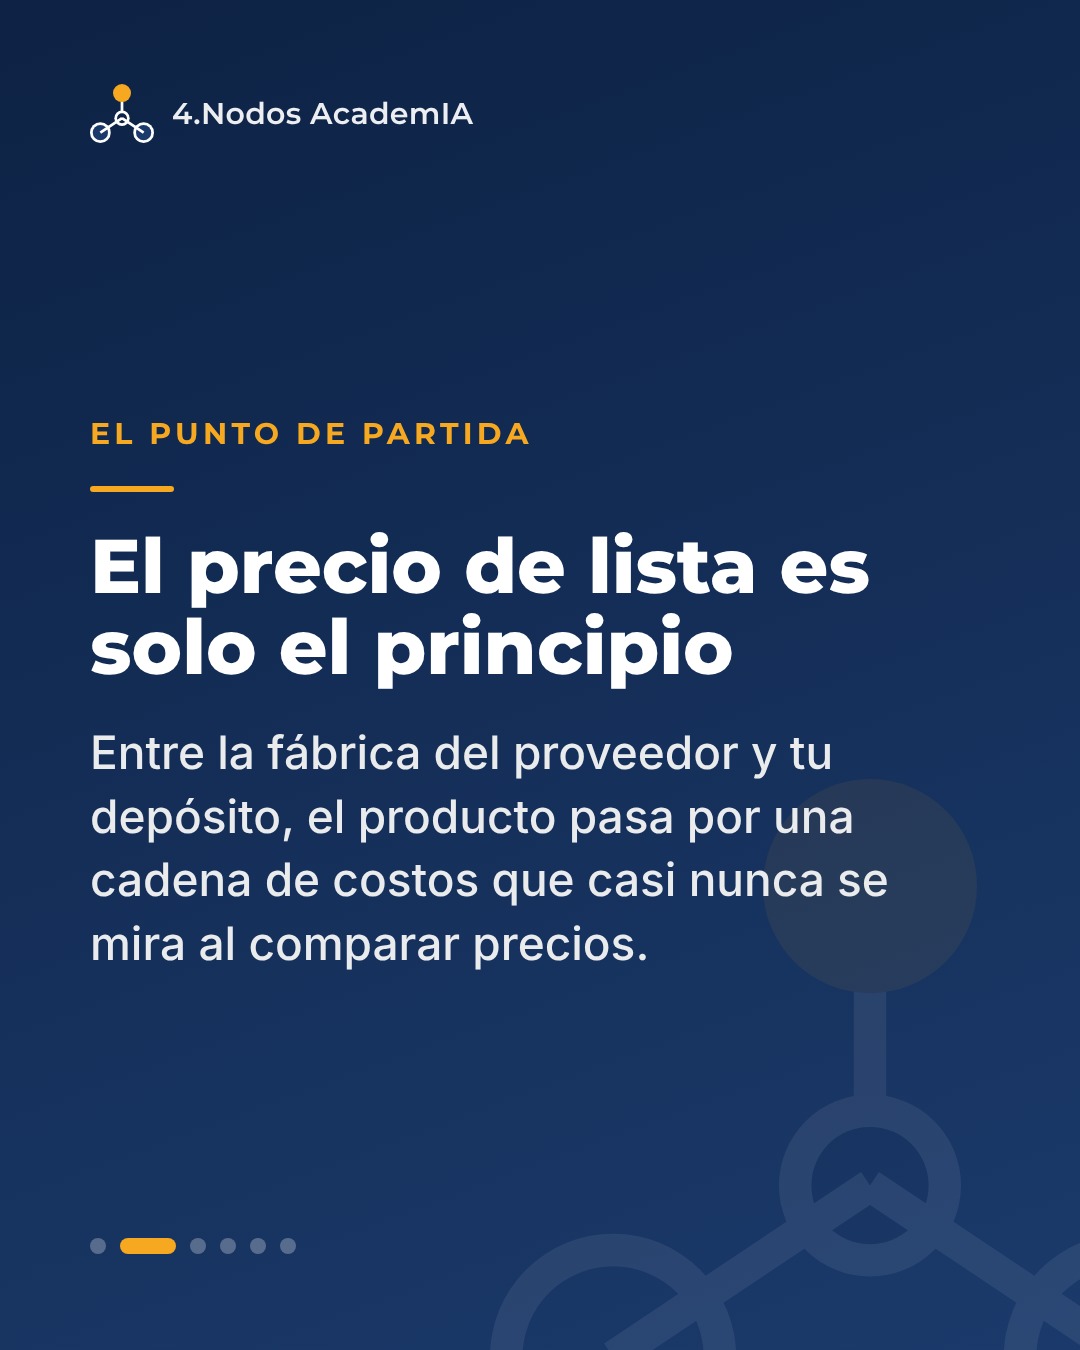 4.Nodos AcademIA
EL PUNTO DE PARTIDA
El precio de lista es
solo el principio
Entre la fábrica del proveedor y tu
depósito, el producto pasa por una
cadena de costos que casi nunca se
mira al comparar precios.